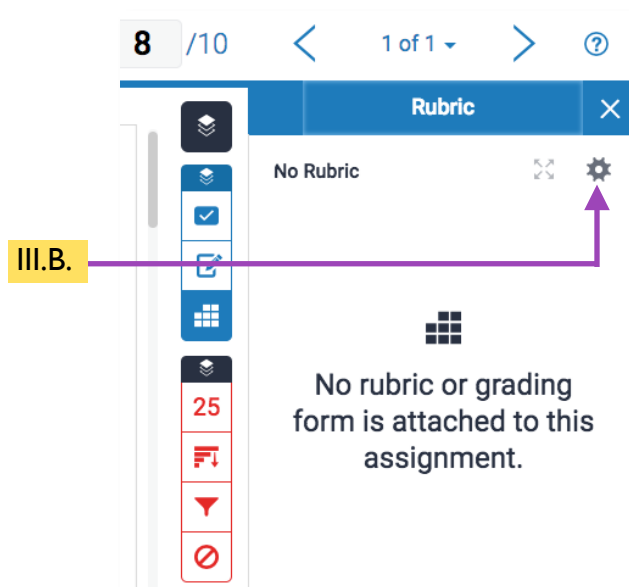 8 /10 1 of 1
Rubric
No Rubric
III.B.
25
No rubric or grading
form is attached to this
assignment.